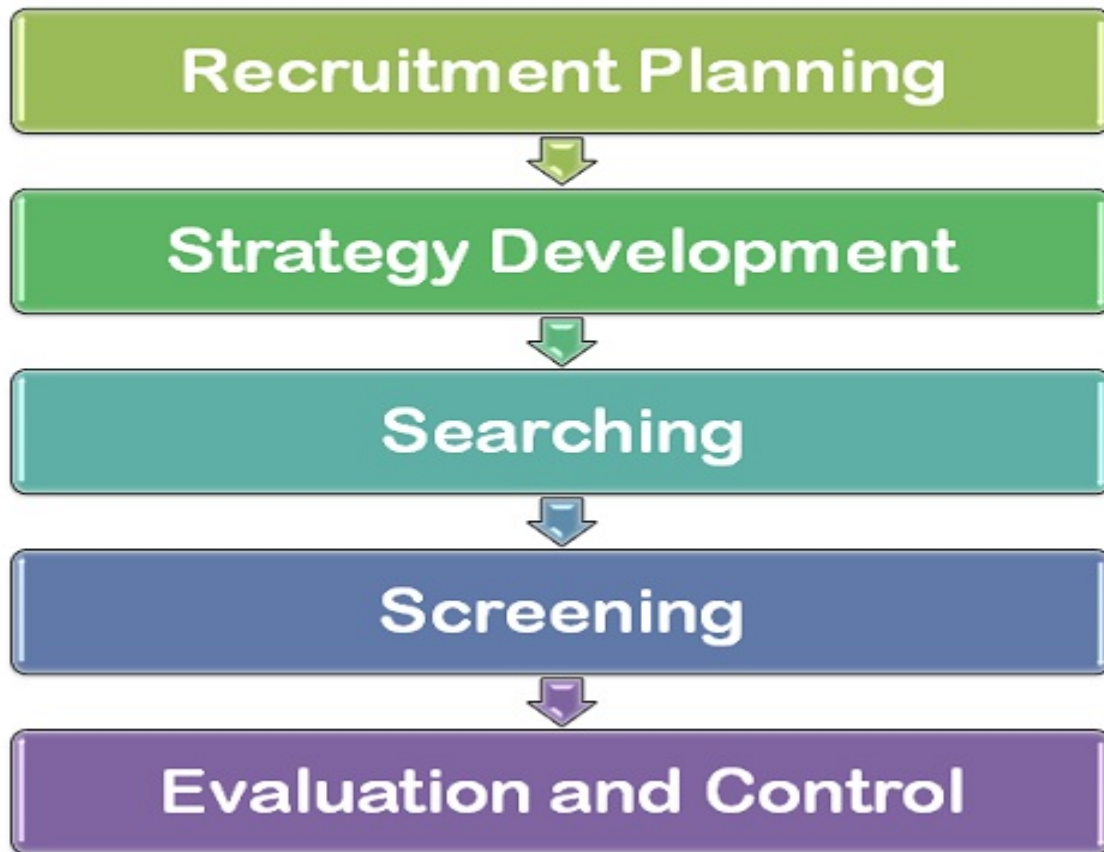 Recruitment Planning
Strategy Development
Searching
Screening
Evaluation and Control